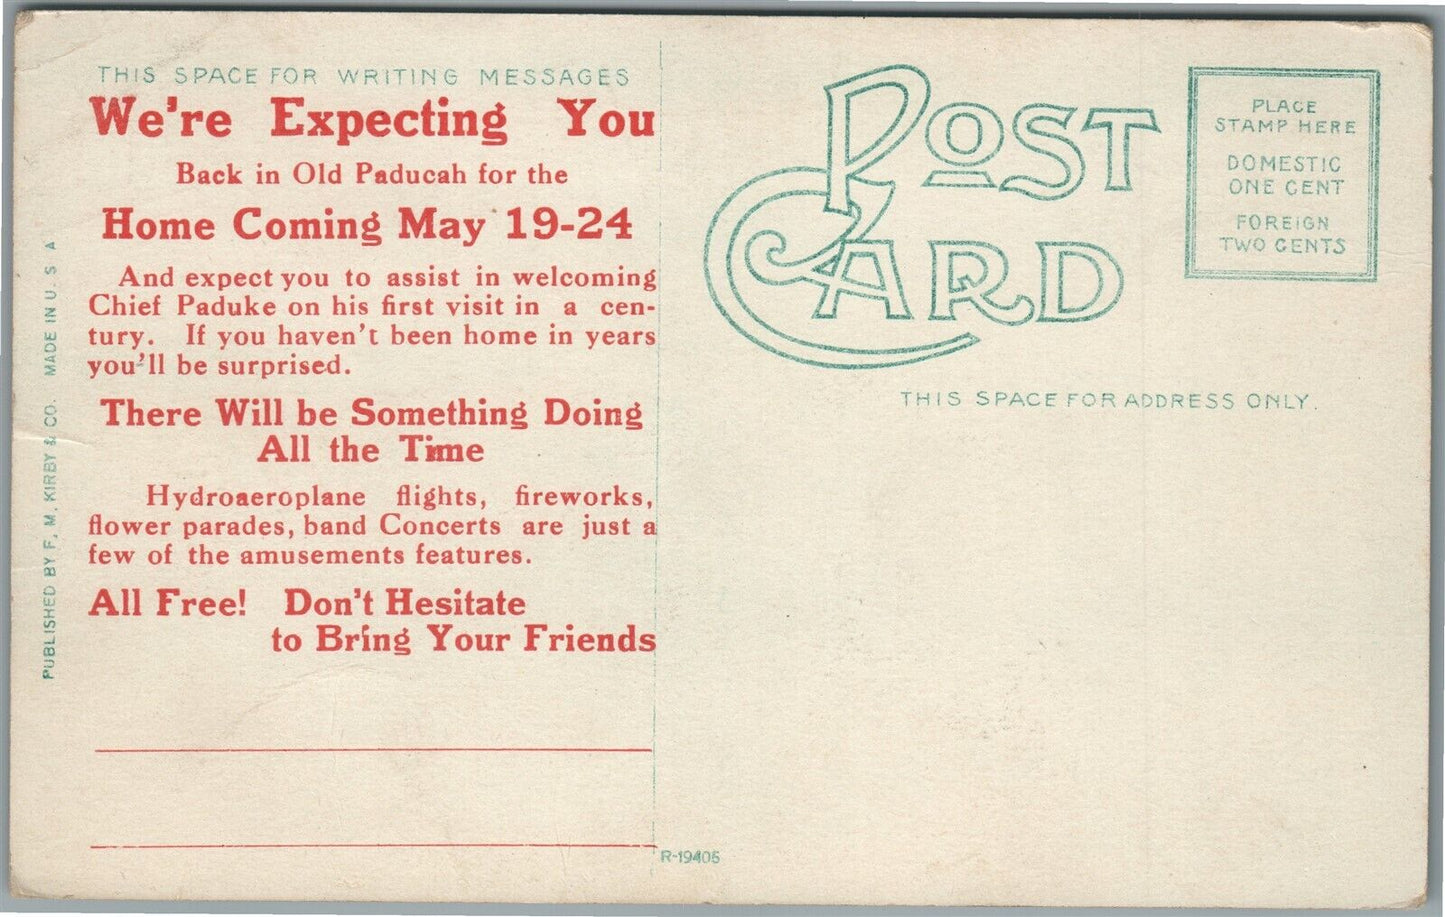 THIS SPACE FOR WRITING MESSAGES
We're Expecting You
Back in Old Paducah for the
Home Coming May 19-24
And expect you to assist in welcoming
Chief Paduke on his first visit in a cen-
tury. If you haven't been home in years
you'll be surprised.
There Will be Something Doing
All the Time
Hydroaeroplane flights, fireworks,
flower parades, band Concerts are just a
few of the amusements features.
All Free! Don't Hesitate
to Bring Your Friends
PUBLISHED BY F. M. KIRBY & CO. MADE IN U. S. A.
POST
CARD
PLACE
STAMP HERE
DOMESTIC
ONE CENT
FOREIGN
TWO CENTS
THIS SPACE FOR ADDRESS ONLY.
R-19405